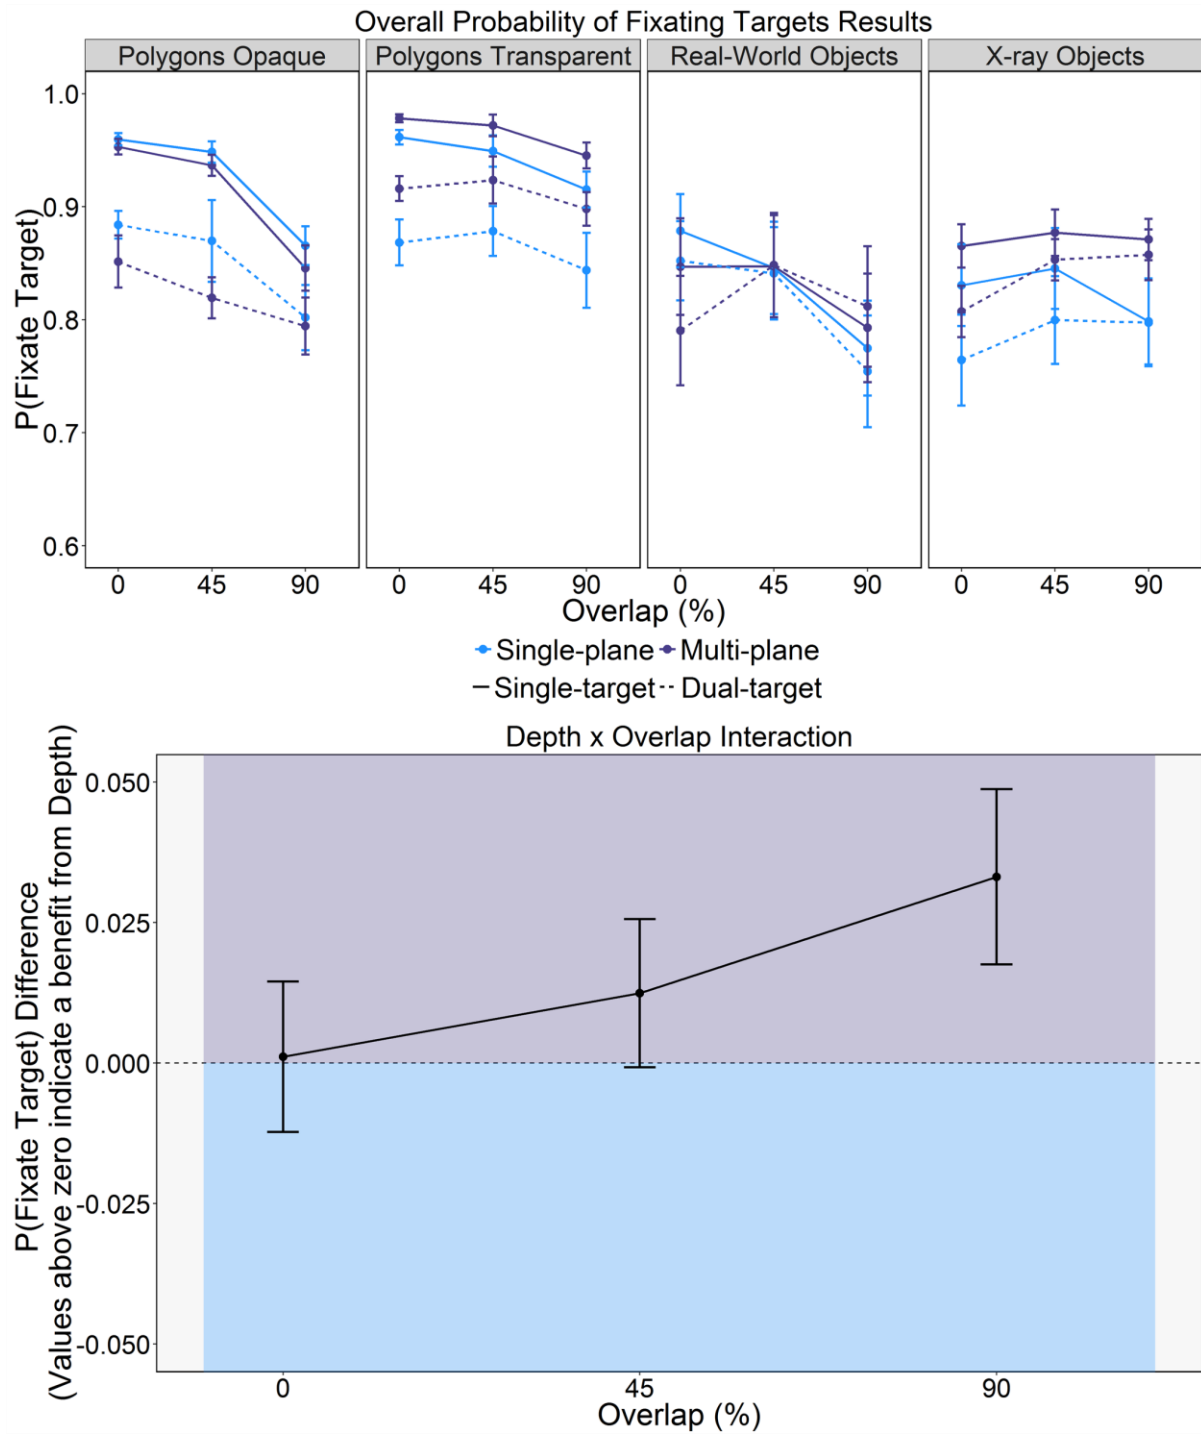 Overall Probability of Fixating Targets Results
Polygons Opaque
Polygons Transparent
Real-World Objects
X-ray Objects
P(Fixate Target)
1.0
0.9
0.8
0.7
0.6
0 45 90
0 45 90
0 45 90
0 45 90
Overlap (%)
Single-plane Multi-plane
Single-target Dual-target
Depth x Overlap Interaction
P(Fixate Target) Difference
(Values above zero indicate a benefit from Depth)
0.050
0.025
0.000
-0.025
-0.050
0 45 90
Overlap (%)